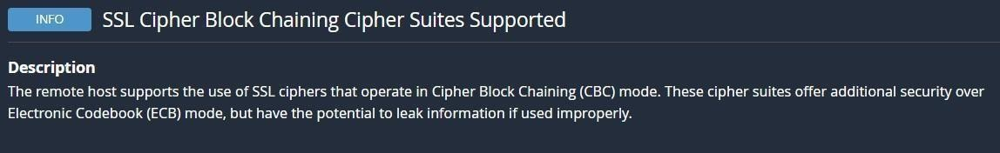 INFO SSL Cipher Block Chaining Cipher Suites Supported
Description
The remote host supports the use of SSL ciphers that operate in Cipher Block Chaining (CBC) mode. These cipher suites offer additional security over
Electronic Codebook (ECB) mode, but have the potential to leak information if used improperly.